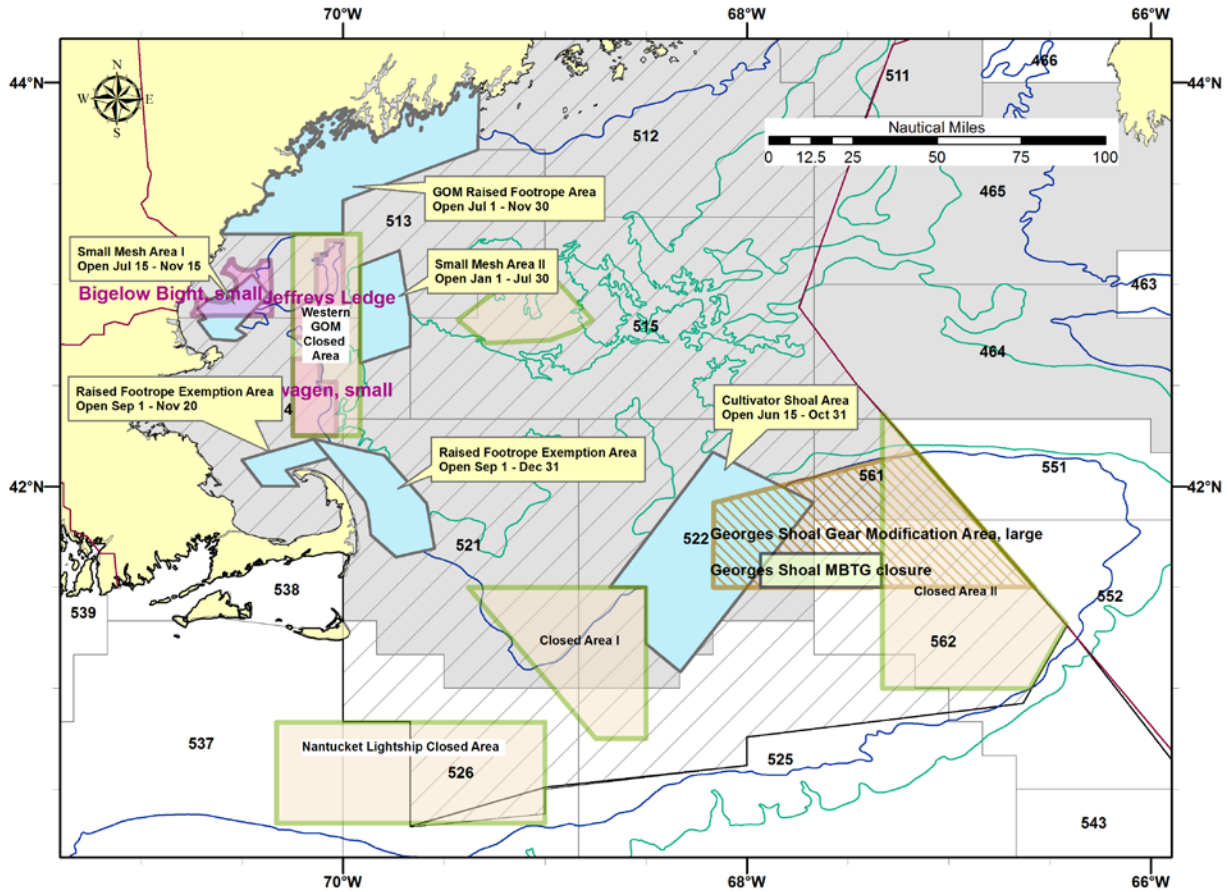 70°W
68°W
66°W
44°N
44°N
N
W
E
S
466
511
512
Nautical Miles
0 12.5 25 50 75 100
465
GOM Raised Footrope Area
Open Jul 1 - Nov 30
513
Small Mesh Area I
Open Jul 15 - Nov 15
Small Mesh Area II
Open Jan 1 - Jul 30
463
Bigelow Bight, small
Jeffreys Ledge
Western
GOM
Closed
Area
515
464
Raised Footrope Exemption Area
Open Sep 1 - Nov 20
wagen, small
4
Cultivator Shoal Area
Open Jun 15 - Oct 31
Raised Footrope Exemption Area
Open Sep 1 - Dec 31
551
561
42°N
42°N
522
Georges Shoal Gear Modification Area, large
521
Georges Shoal MBTG closure
538
539
Closed Area II
552
Closed Area I
562
537
Nantucket Lightship Closed Area
526
525
543
70°W
68°W
66°W